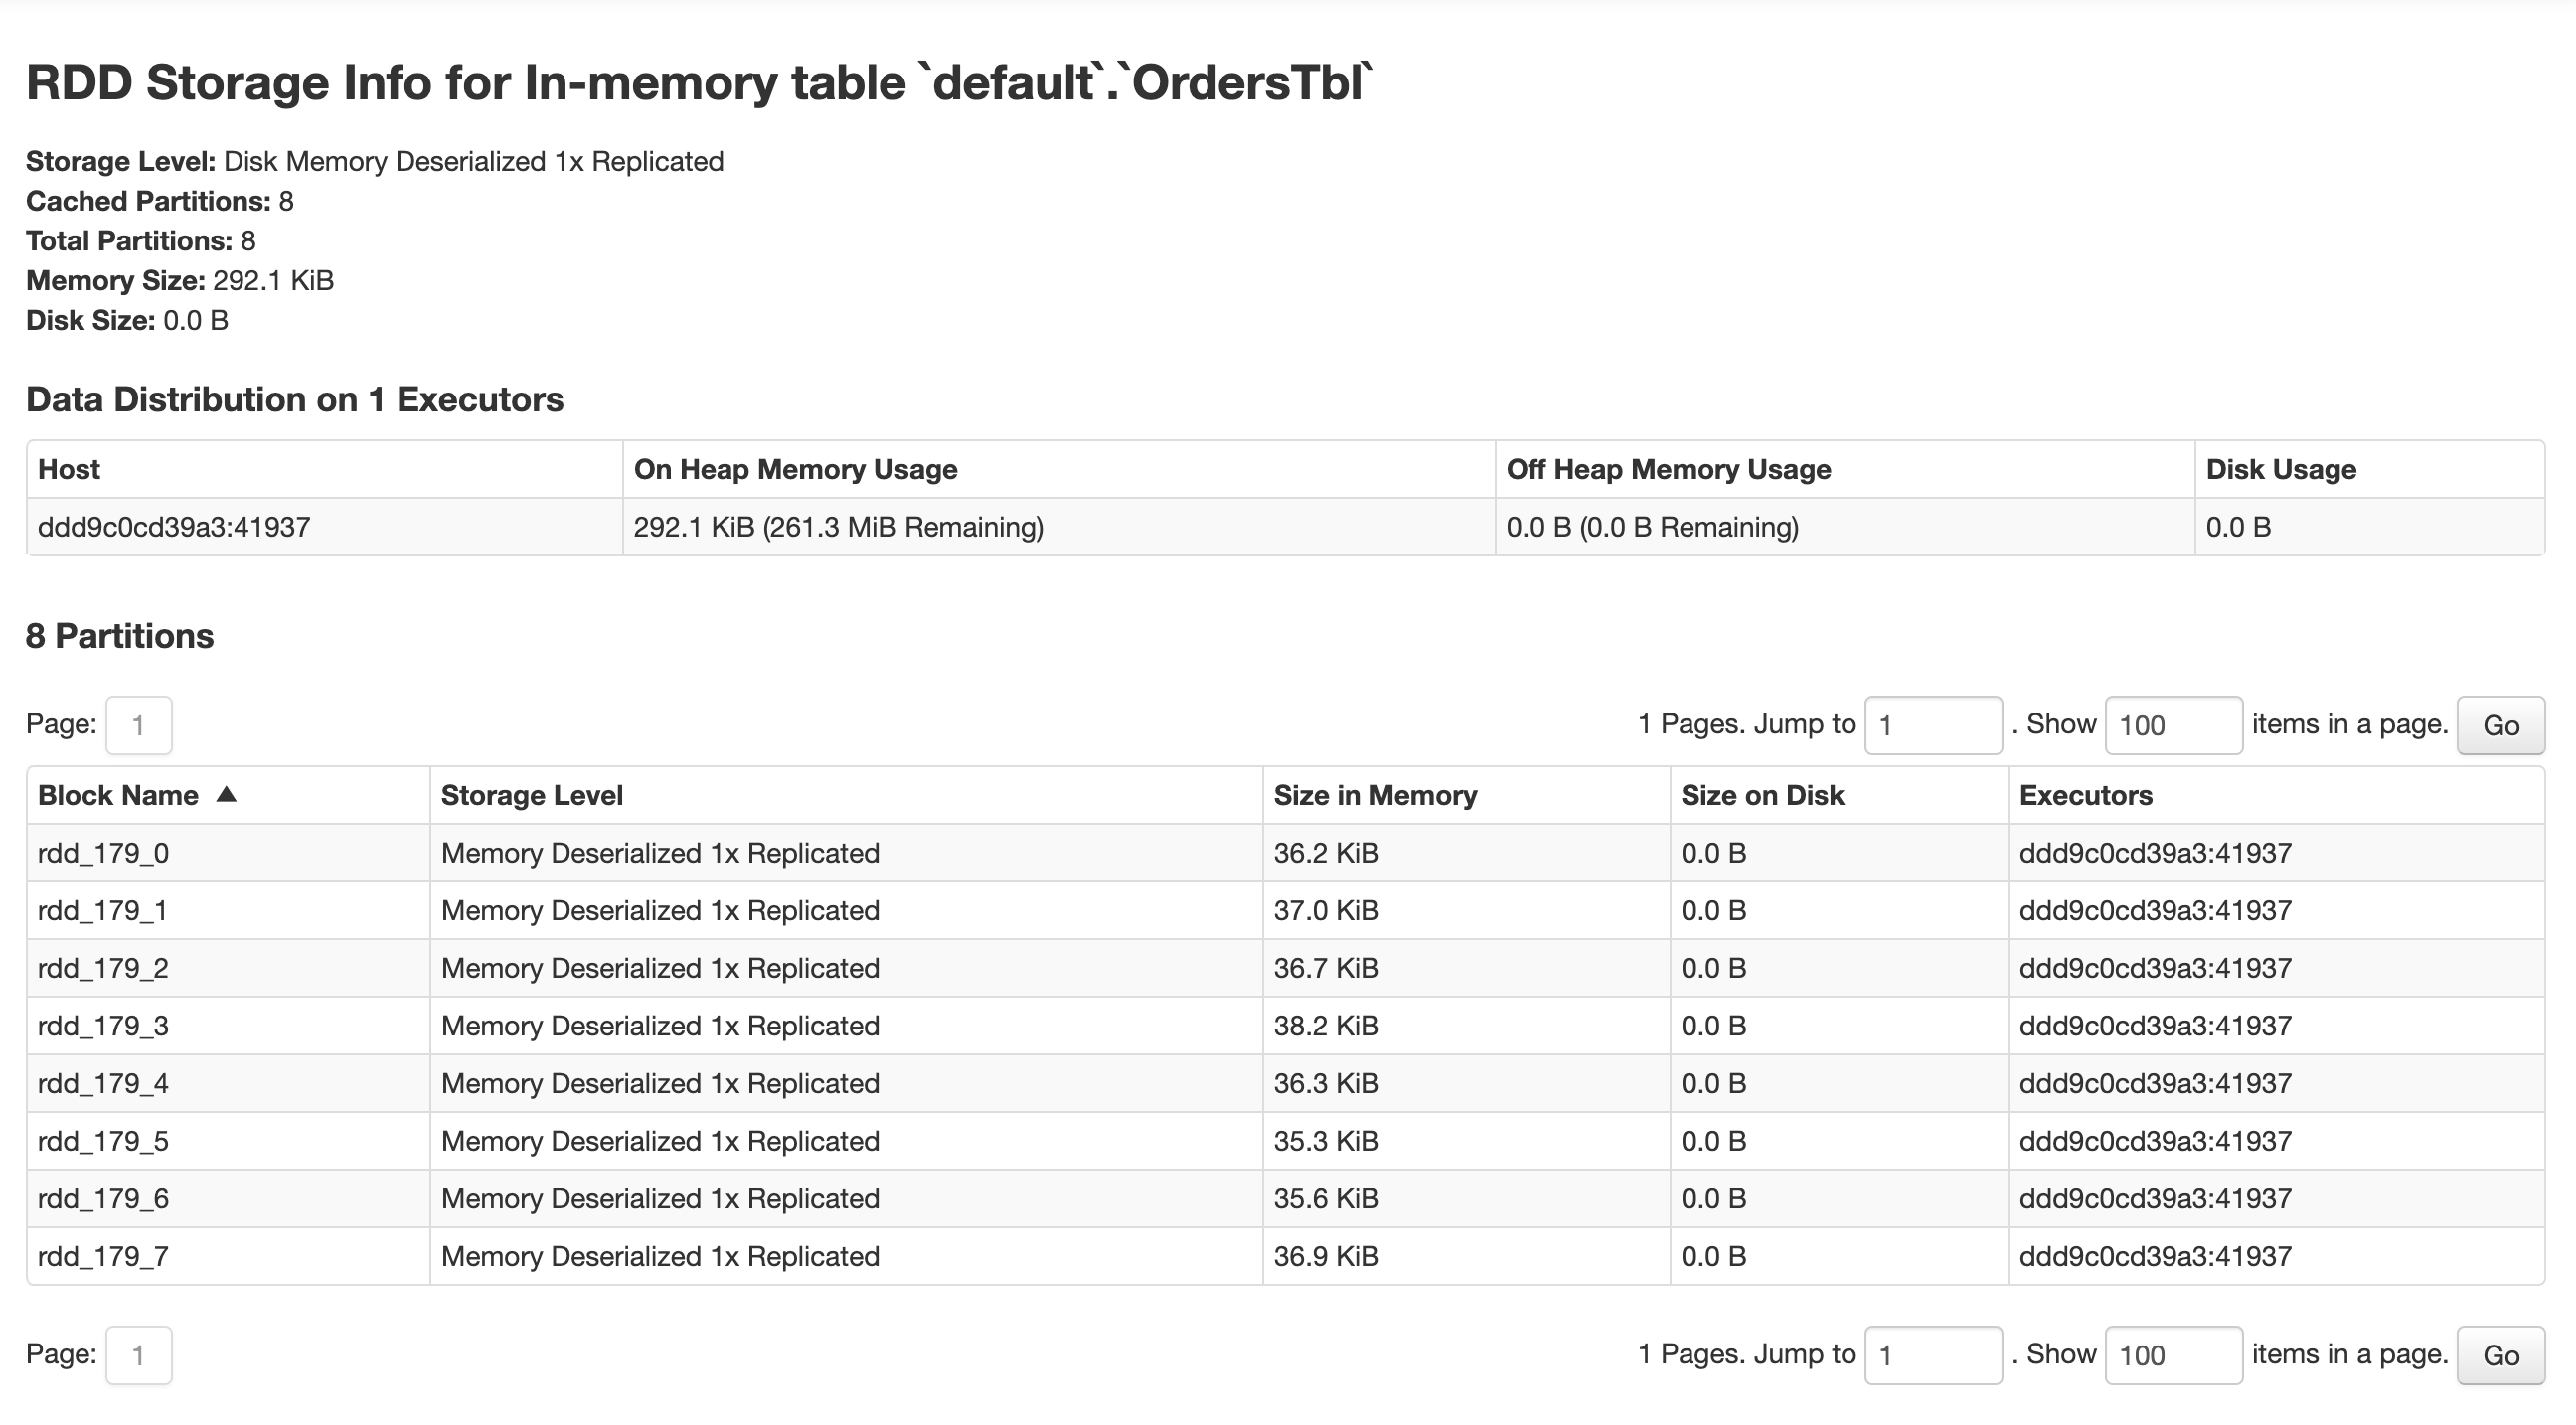 RDD Storage Info for In-memory table `default`.`OrdersTbl`
Storage Level: Disk Memory Deserialized 1x Replicated
Cached Partitions: 8
Total Partitions: 8
Memory Size: 292.1 KiB
Disk Size: 0.0 B
Data Distribution on 1 Executors
Host On Heap Memory Usage Off Heap Memory Usage Disk Usage
ddd9c0cd39a3:41937 292.1 KiB (261.3 MiB Remaining) 0.0 B (0.0 B Remaining) 0.0 B
8 Partitions
Page: 1 1 Pages. Jump to 1 . Show 100 items in a page. Go
Block Name ▲ Storage Level Size in Memory Size on Disk Executors
rdd_179_0 Memory Deserialized 1x Replicated 36.2 KiB 0.0 B ddd9c0cd39a3:41937
rdd_179_1 Memory Deserialized 1x Replicated 37.0 KiB 0.0 B ddd9c0cd39a3:41937
rdd_179_2 Memory Deserialized 1x Replicated 36.7 KiB 0.0 B ddd9c0cd39a3:41937
rdd_179_3 Memory Deserialized 1x Replicated 38.2 KiB 0.0 B ddd9c0cd39a3:41937
rdd_179_4 Memory Deserialized 1x Replicated 36.3 KiB 0.0 B ddd9c0cd39a3:41937
rdd_179_5 Memory Deserialized 1x Replicated 35.3 KiB 0.0 B ddd9c0cd39a3:41937
rdd_179_6 Memory Deserialized 1x Replicated 35.6 KiB 0.0 B ddd9c0cd39a3:41937
rdd_179_7 Memory Deserialized 1x Replicated 36.9 KiB 0.0 B ddd9c0cd39a3:41937
Page: 1 1 Pages. Jump to 1 . Show 100 items in a page. Go